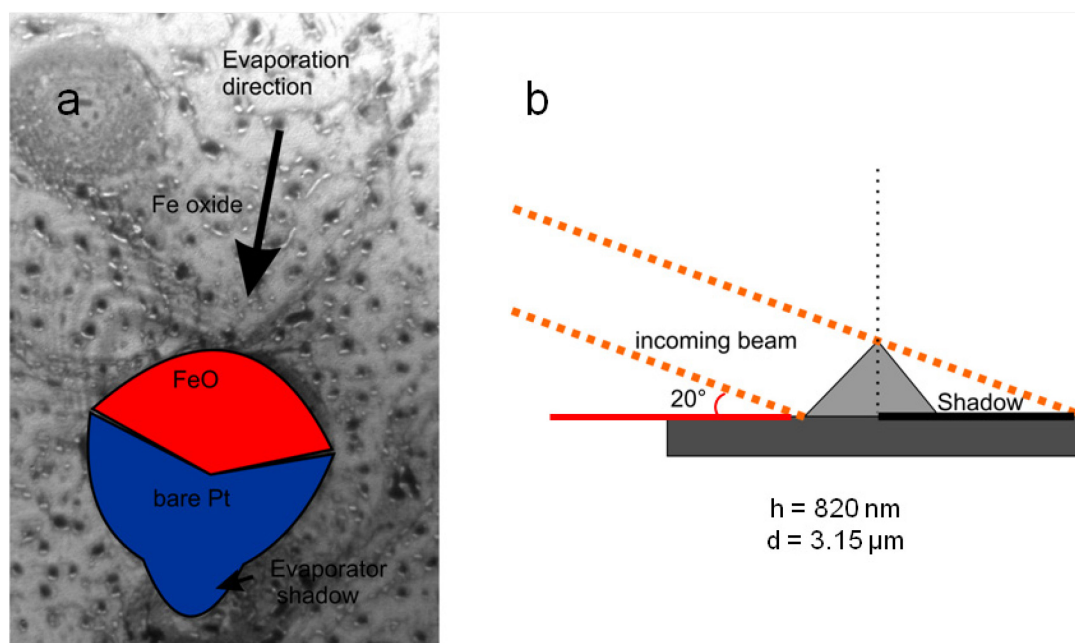 a
Evaporation
direction
Fe oxide
FeO
bare Pt
Evaporator
shadow
b
incoming beam
20°
Shadow
h = 820 nm
d = 3.15 µm